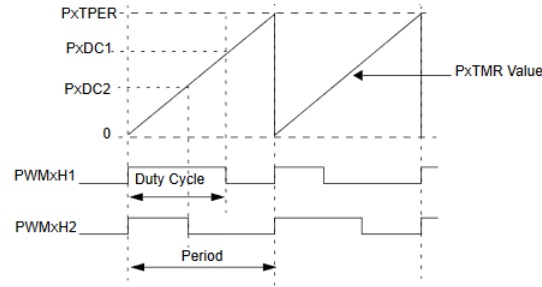 PxTPER
PxDC1
PxTMR Value
PxDC2
0
PWMxH1
Duty Cycle
PWMxH2
Period